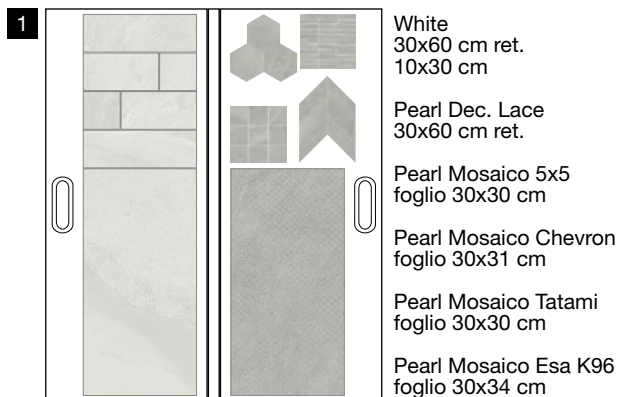 1
White
30x60 cm ret.
10x30 cm
Pearl Dec. Lace
30x60 cm ret.
Pearl Mosaico 5x5
foglio 30x30 cm
Pearl Mosaico Chevron
foglio 30x31 cm
Pearl Mosaico Tatami
foglio 30x30 cm
Pearl Mosaico Esa K96
foglio 30x34 cm